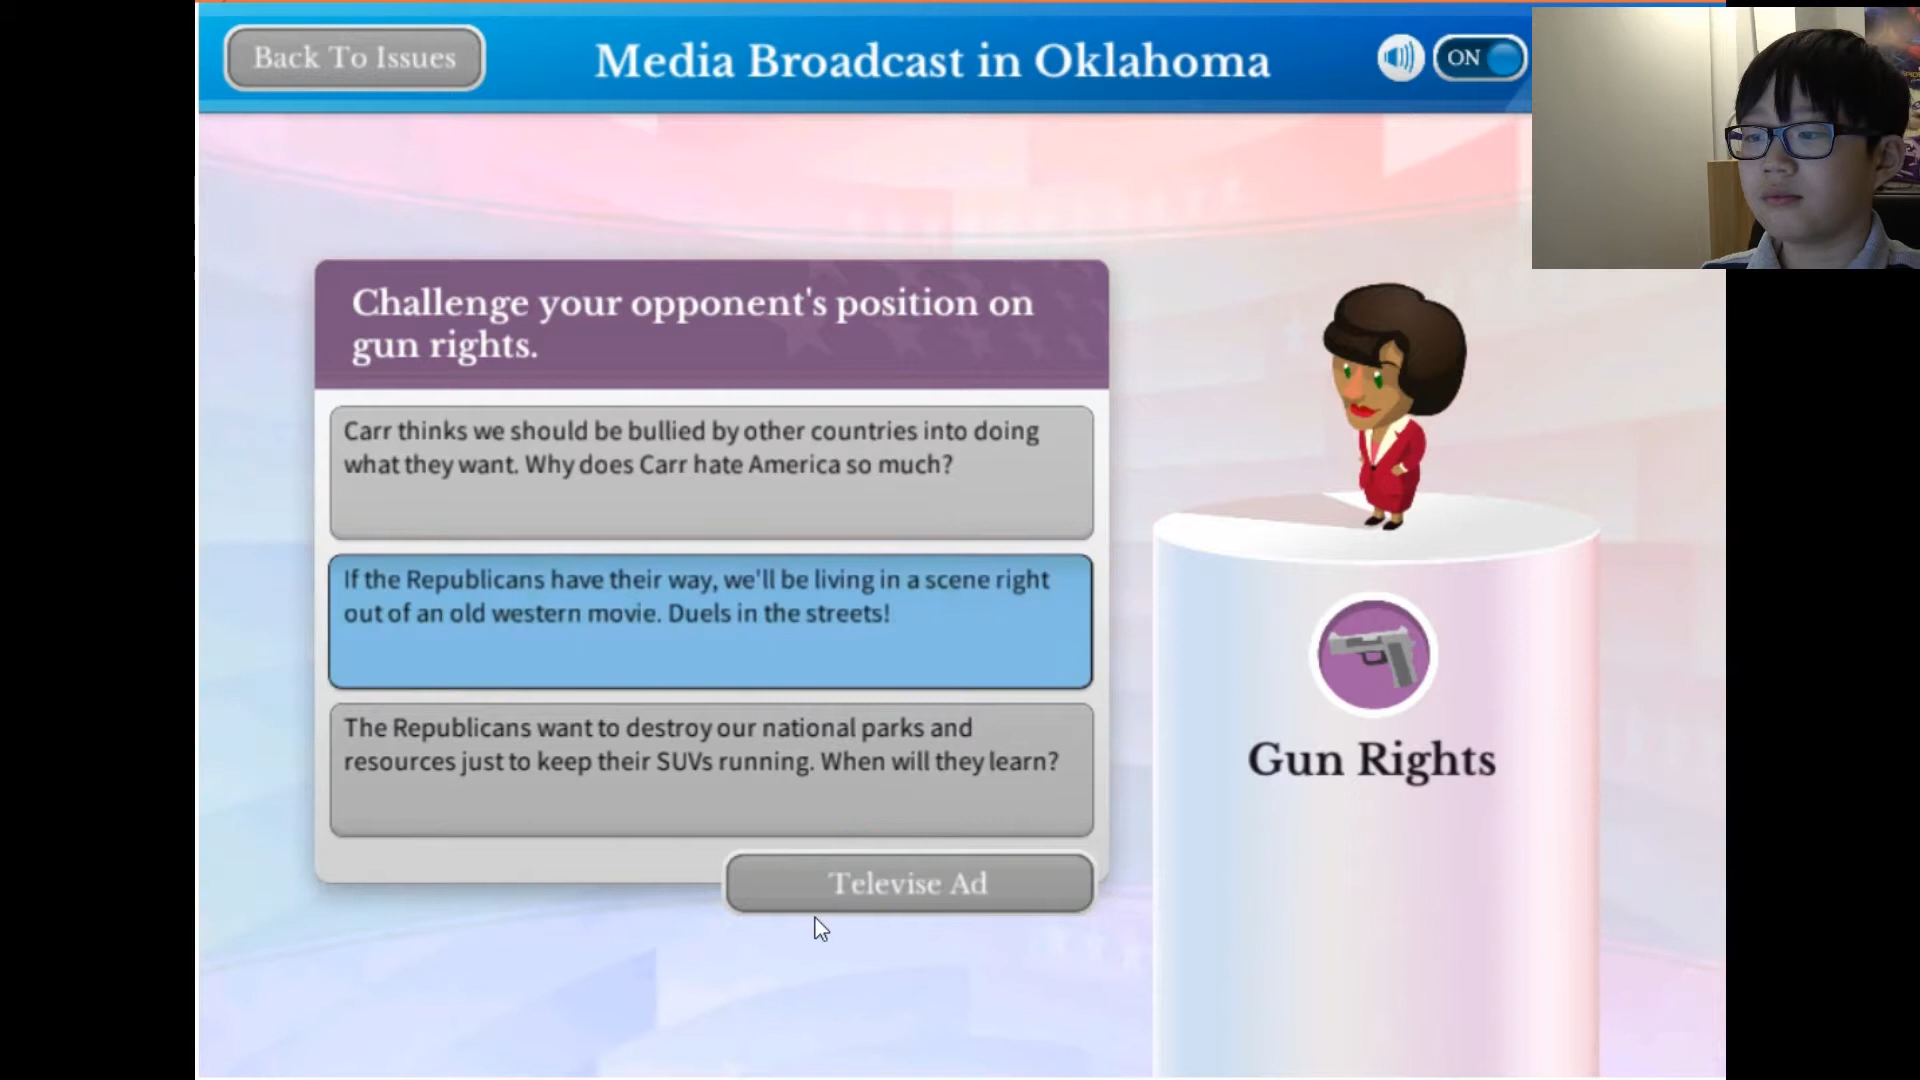 Back To Issues
Media Broadcast in Oklahoma
ON
Challenge your opponent's position on
gun rights.
Carr thinks we should be bullied by other countries into doing
what they want. Why does Carr hate America so much?
If the Republicans have their way, we'll be living in a scene right
out of an old western movie. Duels in the streets!
The Republicans want to destroy our national parks and
resources just to keep their SUVs running. When will they learn?
Televise Ad
Gun Rights